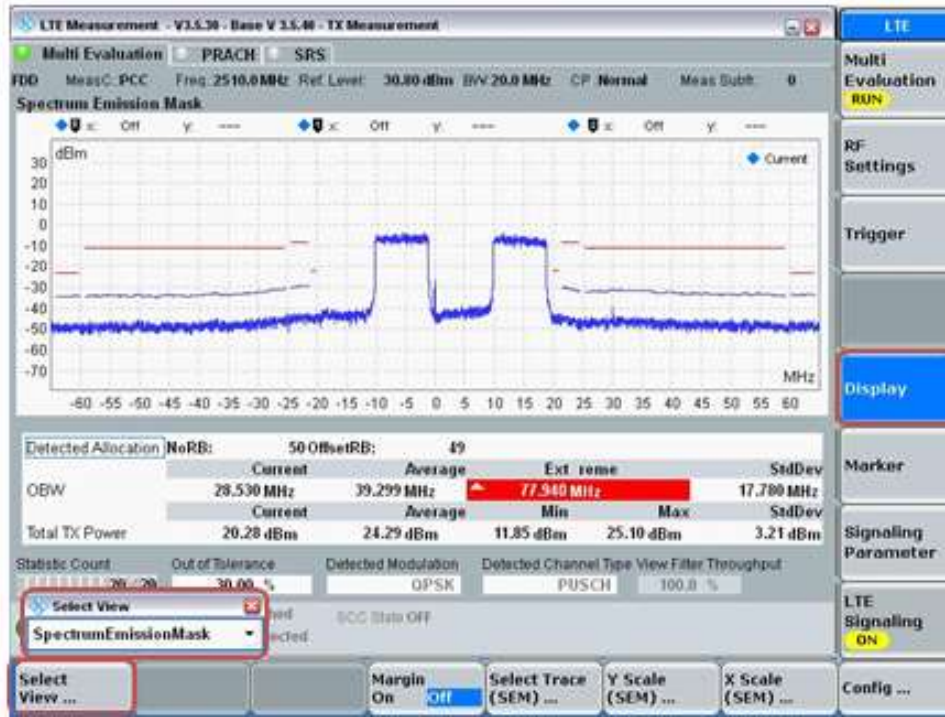 LTE Measurement - V3.5.30 - Base V 3.5.40 - TX Measurement
Multi Evaluation PRACH SRS
FDD MeasC: PCC Freq: 2510.0 MHz Ref. Level: 30.80 dBm BW: 20.0 MHz CP: Normal Meas Subfr.: 0
Spectrum Emission Mask
x: Off y: --- x: Off y: --- x: Off y: ---
dBm
Current
30
20
10
0
-10
-20
-30
-40
-50
-60
-70
MHz
-60 -55 -50 -45 -40 -35 -30 -25 -20 -15 -10 -5 0 5 10 15 20 25 30 35 40 45 50 55 60
Detected Allocation NoRB: 50 OffsetRB: 49
Current Average Ext reme StdDev
OBW 28.530 MHz 39.299 MHz 77.940 MHz 17.780 MHz
Current Average Min Max StdDev
Total TX Power 20.28 dBm 24.29 dBm 11.85 dBm 25.10 dBm 3.21 dBm
Statistic Count Out of Tolerance Detected Modulation Detected Channel Type View Filter Throughput
20 / 20 30.00 % QPSK PUSCH 100.0 %
Select View
SpectrumEmissionMask
SCC State OFF
Select View ...
Margin
On Off
Select Trace (SEM) ...
Y Scale (SEM) ...
X Scale (SEM) ...
LTE
Multi Evaluation
RUN
RF Settings
Trigger
Display
Marker
Signaling Parameter
LTE Signaling
ON
Config ...